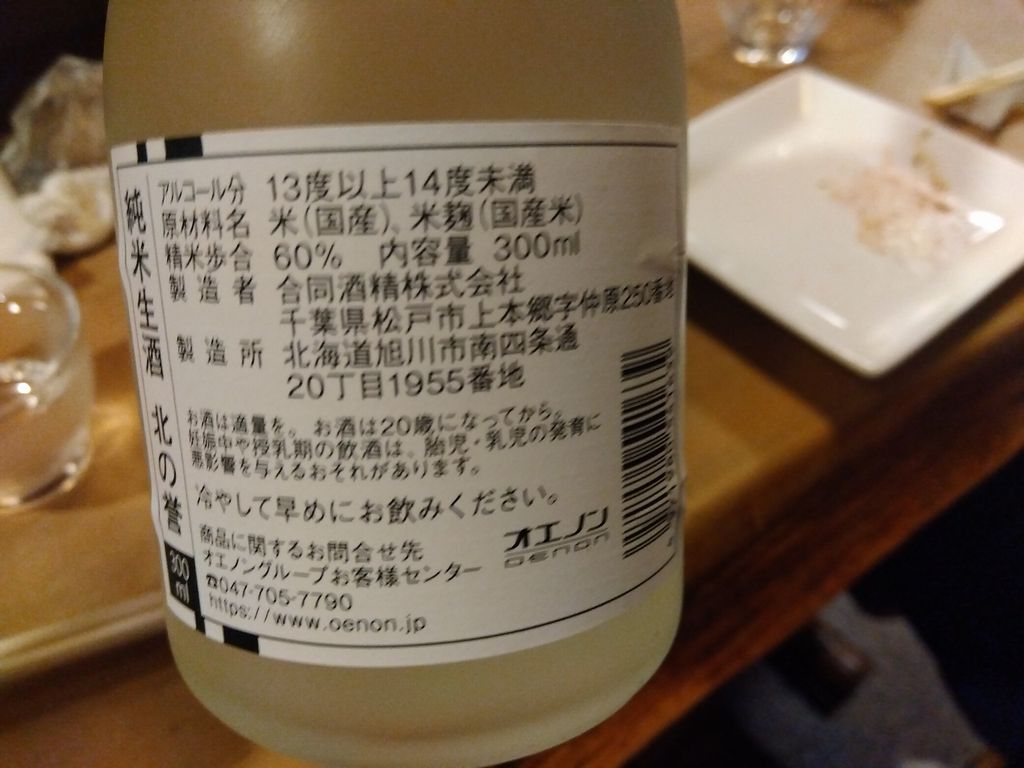 純米生酒 北の誉
300
ml
アルコール分 13度以上14度未満
原材料名 米(国産)、米麹(国産米)
精米歩合 60% 内容量 300ml
製造者 合同酒精株式会社
千葉県松戸市上本郷字仲原250番地
製造所 北海道旭川市南四条通
20丁目1955番地
お酒は適量を。お酒は20歳になってから。
妊娠中や授乳期の飲酒は、胎児・乳児の発育に
悪影響を与えるおそれがあります。
冷やして早めにお飲みください。
商品に関するお問合せ先
オエノングループお客様センター
☎047-705-7790
https://www.oenon.jp
オエノン
OENON